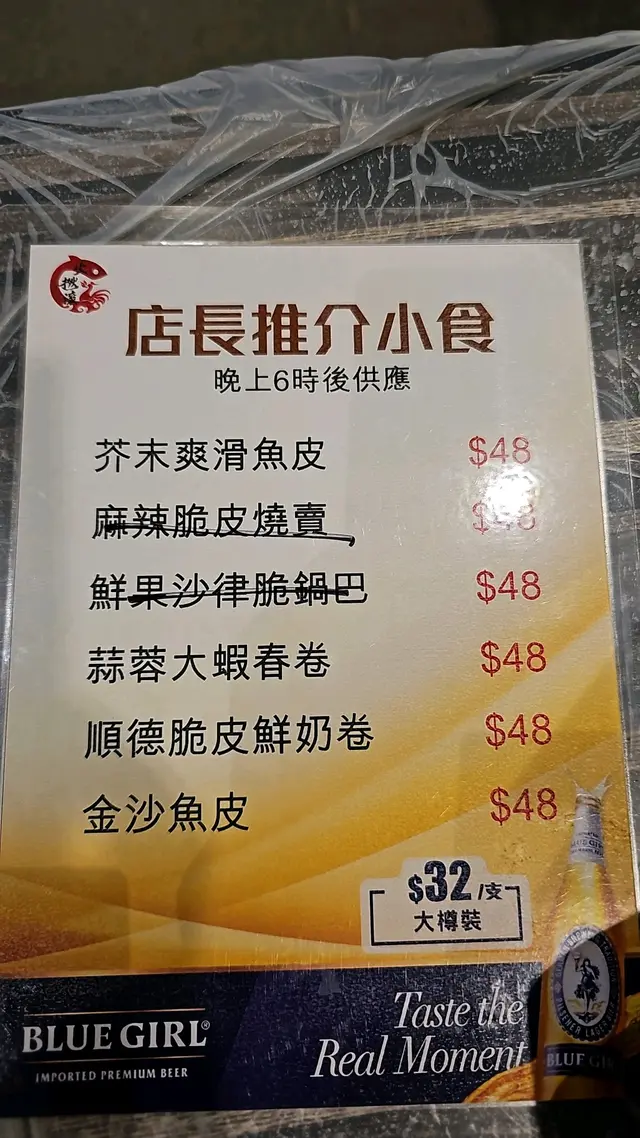 店長推介小食
晚上6時後供應
芥末爽滑魚皮 $48
麻辣脆皮燒賣 $48
鮮果沙律脆鍋巴 $48
蒜蓉大蝦春卷 $48
順德脆皮鮮奶卷 $48
金沙魚皮 $48
$32/支
大樽裝
BLUE GIRL®
IMPORTED PREMIUM BEER
Taste the
Real Moment
BLUE GI